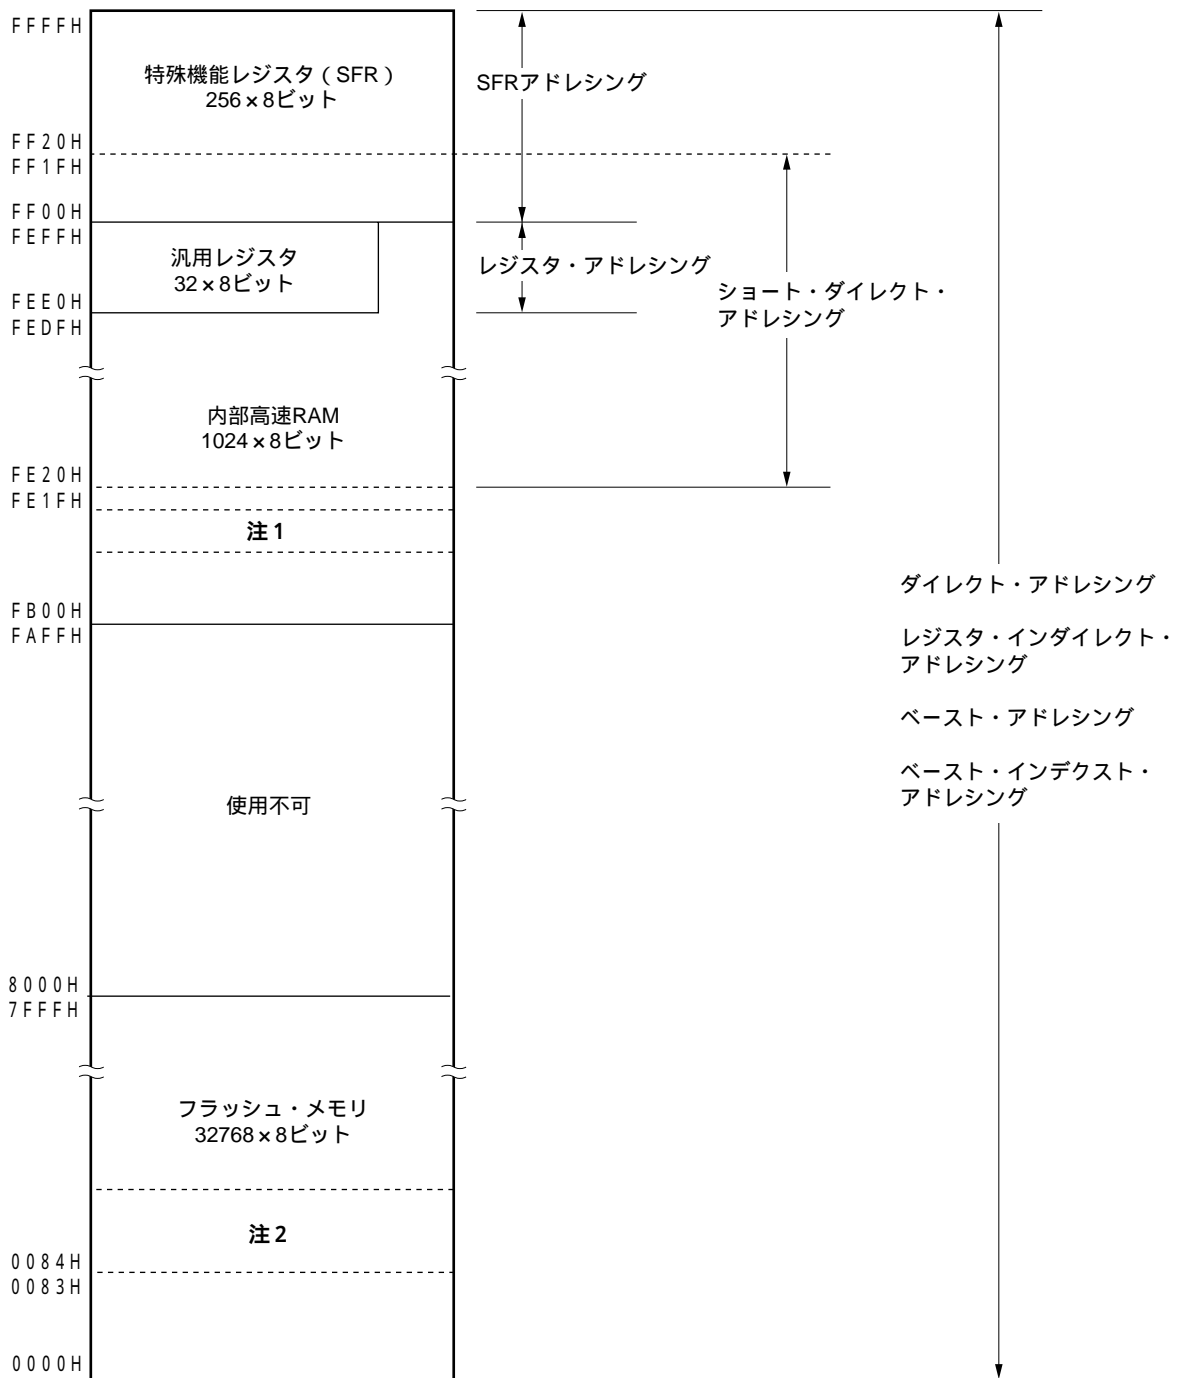 FFFFH
特殊機能レジスタ（SFR）
256×8ビット
SFRアドレシング
FF20H
FF1FH
FF00H
FEFFH
汎用レジスタ
32×8ビット
レジスタ・アドレシング
ショート・ダイレクト・
アドレシング
FEE0H
FEDFH
内部高速RAM
1024×8ビット
FE20H
FE1FH
注1
ダイレクト・アドレシング
レジスタ・インダイレクト・
アドレシング
ベースト・アドレシング
ベースト・インデクスト・
アドレシング
FB00H
FAFFH
使用不可
8000H
7FFFH
フラッシュ・メモリ
32768×8ビット
注2
0084H
0083H
0000H